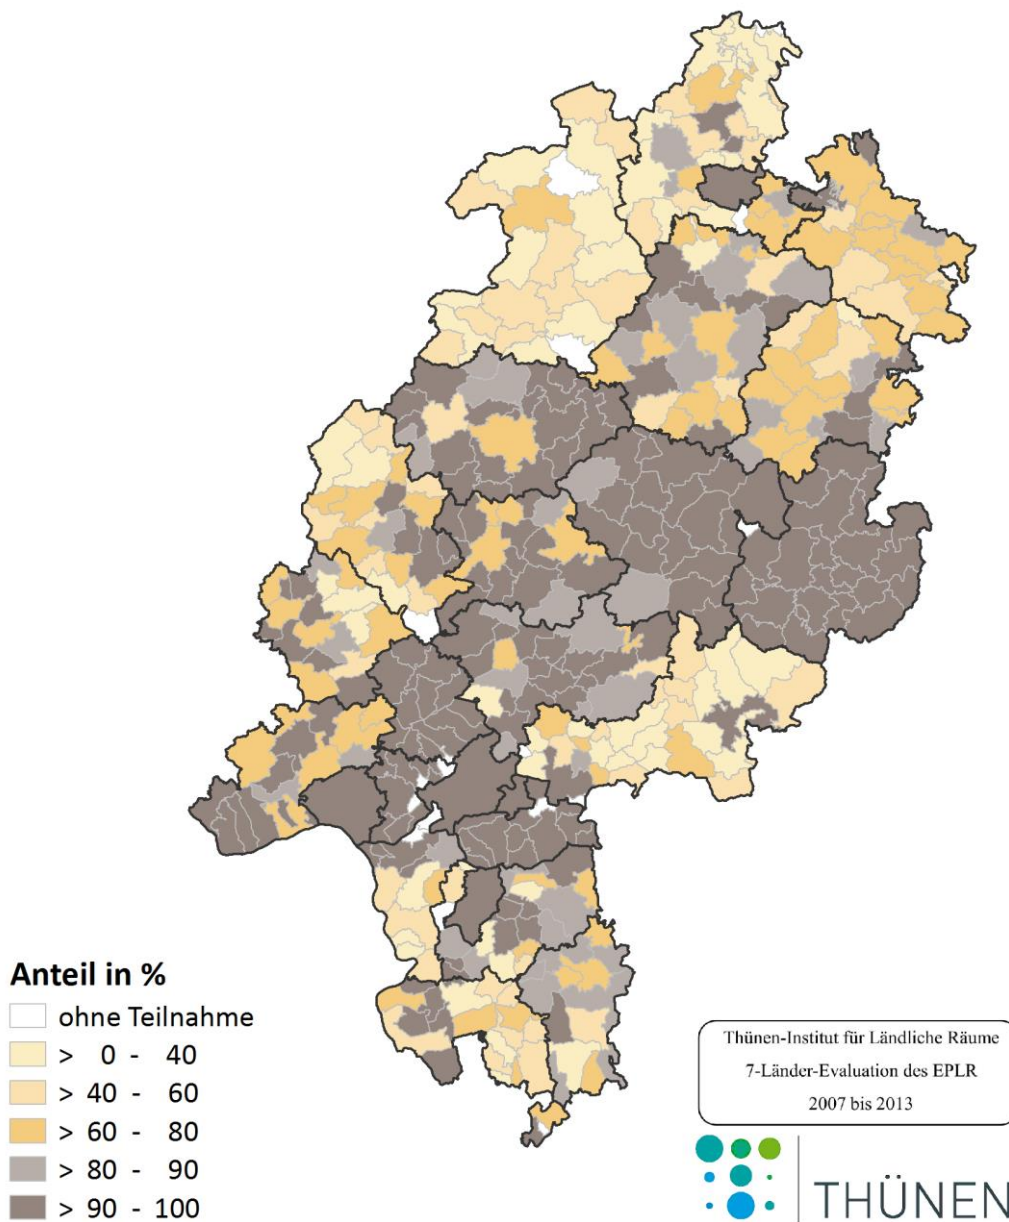 Anteil in %
ohne Teilnahme
> 0 - 40
> 40 - 60
> 60 - 80
> 80 - 90
> 90 - 100
Thünen-Institut für Ländliche Räume
7-Länder-Evaluation des EPLR
2007 bis 2013
THÜNEN